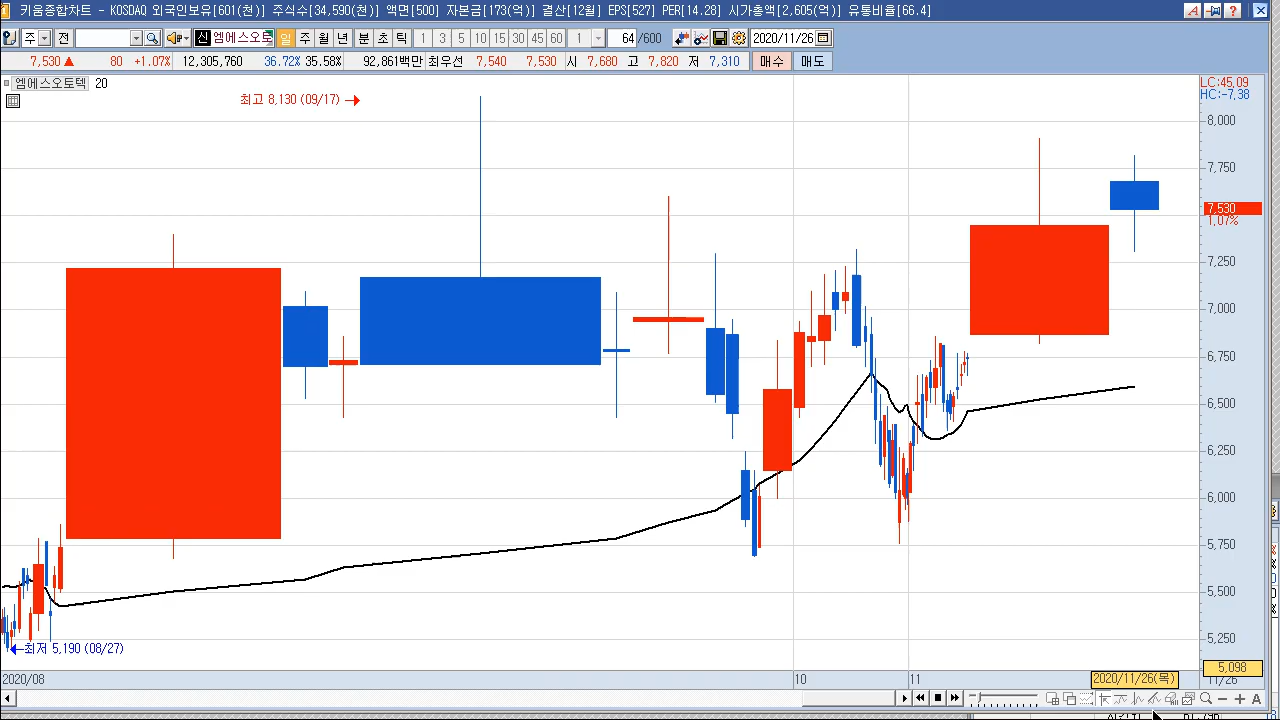 키움종합차트 - KOSDAQ 외국인보유[601(천)] 주식수[34,590(천)] 액면[500] 자본금[173(억)] 결산[12월] EPS[527] PER[14.28] 시가총액[2,605(억)] 유통비율[66.4]
주 전 신 엠에스오토 일 주 월 년 분 초 틱 1 3 5 10 15 30 45 60 1 64 /600 2020/11/26
7,530 ▲ 80 +1.07% 12,305,760 36.72% 35.58% 92,861백만 최우선 7,540 7,530 시 7,680 고 7,820 저 7,310 매수 매도
엠에스오토텍 20
LC:45.09
HC:-7.38
최고 8,130 (09/17)
8,000
7,750
7,530
1.07%
7,250
7,000
6,750
6,500
6,250
6,000
5,750
5,500
5,250
최저 5,190 (08/27)
5,098
2020/08 10 11 2020/11/26(목) 11/26
A